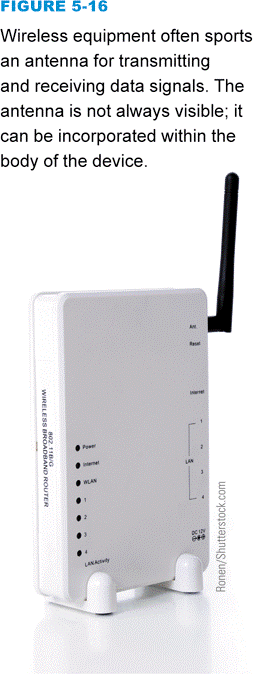 FIGURE 5-16
Wireless equipment often sports
an antenna for transmitting
and receiving data signals. The
antenna is not always visible; it
can be incorporated within the
body of the device.
Ant.
Reset
Internet
1
2
LAN
3
4
DC 12V
Power
Internet
WLAN
1
2
3
4
LAN Activity
802.11B/G
WIRELESS BROADBAND ROUTER
Ronen/Shutterstock.com